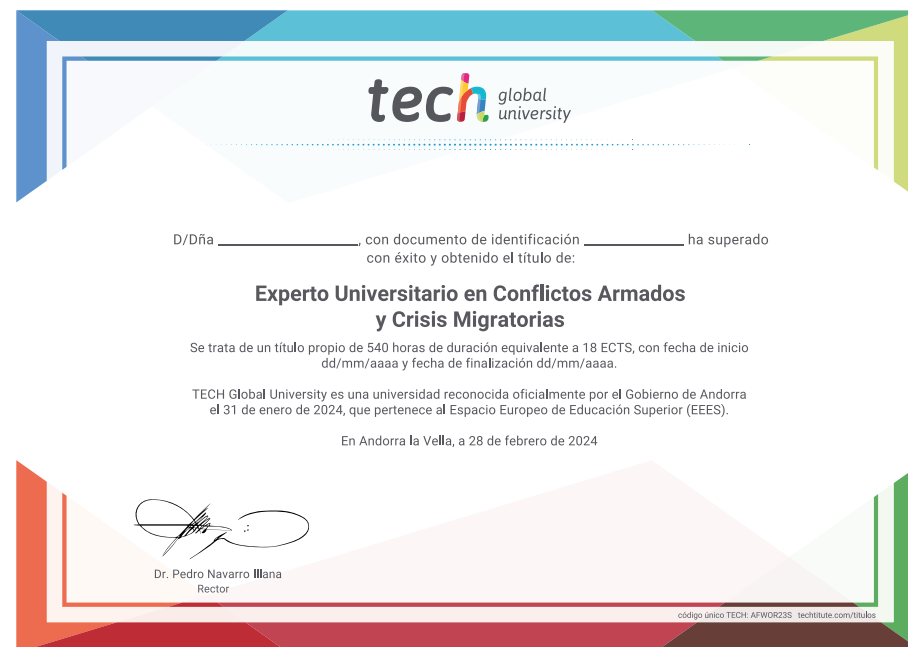 tech global university
D/Dña ____________, con documento de identificación ____________ ha superado
con éxito y obtenido el título de:
Experto Universitario en Conflictos Armados
y Crisis Migratorias
Se trata de un título propio de 540 horas de duración equivalente a 18 ECTS, con fecha de inicio
dd/mm/aaaa y fecha de finalización dd/mm/aaaa.
TECH Global University es una universidad reconocida oficialmente por el Gobierno de Andorra
el 31 de enero de 2024, que pertenece al Espacio Europeo de Educación Superior (EEES).
En Andorra la Vella, a 28 de febrero de 2024
Dr. Pedro Navarro Illana
Rector
código único TECH: AFWOR23S techtitute.com/titulos